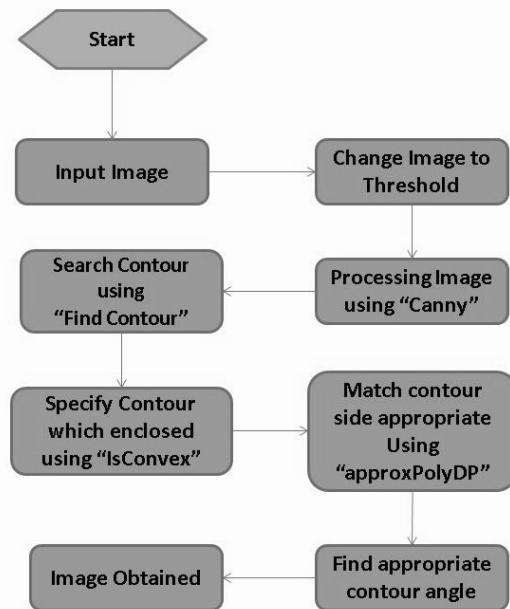 Start
Input Image
Change Image to
Threshold
Processing Image
using “Canny”
Search Contour
using
“Find Contour”
Specify Contour
which enclosed
using “IsConvex”
Match contour
side appropriate
Using
“approxPolyDP”
Find appropriate
contour angle
Image Obtained